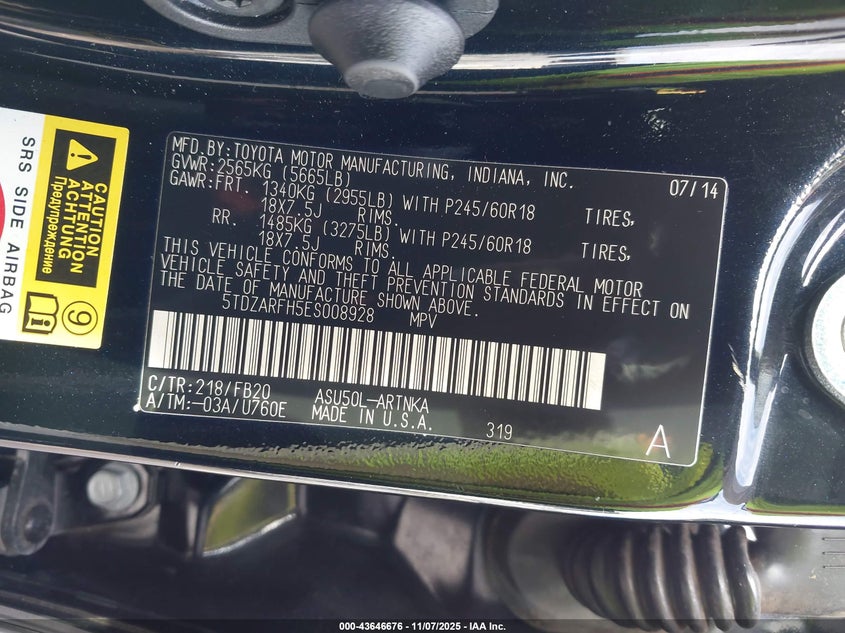 SRS SIDE AIRBAG
CAUTION
ATTENTION
ACHTUNG
Предупреждение
MFD.BY:TOYOTA MOTOR MANUFACTURING, INDIANA, INC.
GVWR:2565KG (5665LB) 07/14
GAWR:FRT. 1340KG (2955LB) WITH P245/60R18 TIRES,
18X7.5J RIMS.
RR. 1485KG (3275LB) WITH P245/60R18 TIRES,
18X7.5J RIMS.
THIS VEHICLE CONFORMS TO ALL APPLICABLE FEDERAL MOTOR
VEHICLE SAFETY AND THEFT PREVENTION STANDARDS IN EFFECT ON
THE DATE OF MANUFACTURE SHOWN ABOVE.
5TDZARFH5ES008928 MPV
C/TR:218/FB20 ASU50L-ARTNKA
A/TM:-03A/U760E MADE IN U.S.A. 319
A
000-43646676 - 11/07/2025 - IAA Inc.